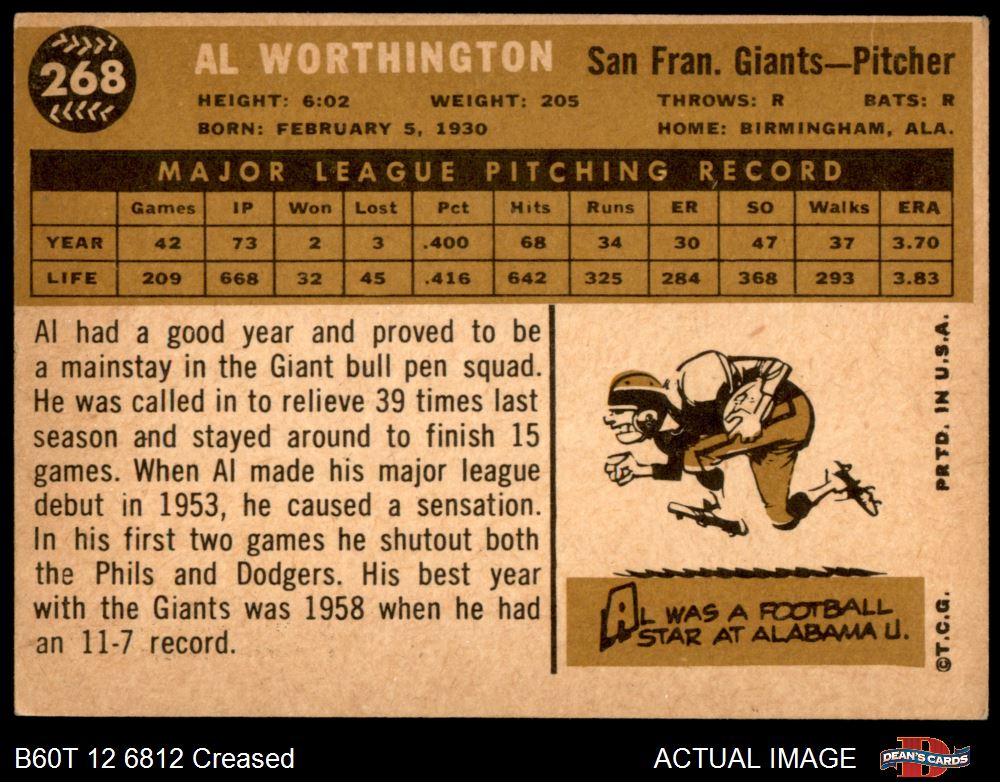 268
AL WORTHINGTON
San Fran. Giants—Pitcher
HEIGHT: 6:02 WEIGHT: 205 THROWS: R BATS: R
BORN: FEBRUARY 5, 1930 HOME: BIRMINGHAM, ALA.
MAJOR LEAGUE PITCHING RECORD
Games IP Won Lost Pct Hits Runs ER SO Walks ERA
YEAR 42 73 2 3 .400 68 34 30 47 37 3.70
LIFE 209 668 32 45 .416 642 325 284 368 293 3.83
Al had a good year and proved to be
a mainstay in the Giant bull pen squad.
He was called in to relieve 39 times last
season and stayed around to finish 15
games. When Al made his major league
debut in 1953, he caused a sensation.
In his first two games he shutout both
the Phils and Dodgers. His best year
with the Giants was 1958 when he had
an 11-7 record.
AL WAS A FOOTBALL
STAR AT ALABAMA U.
©T.C.G. PRTD. IN U.S.A.
B60T 12 6812 Creased
ACTUAL IMAGE
D
DEAN'S CARDS